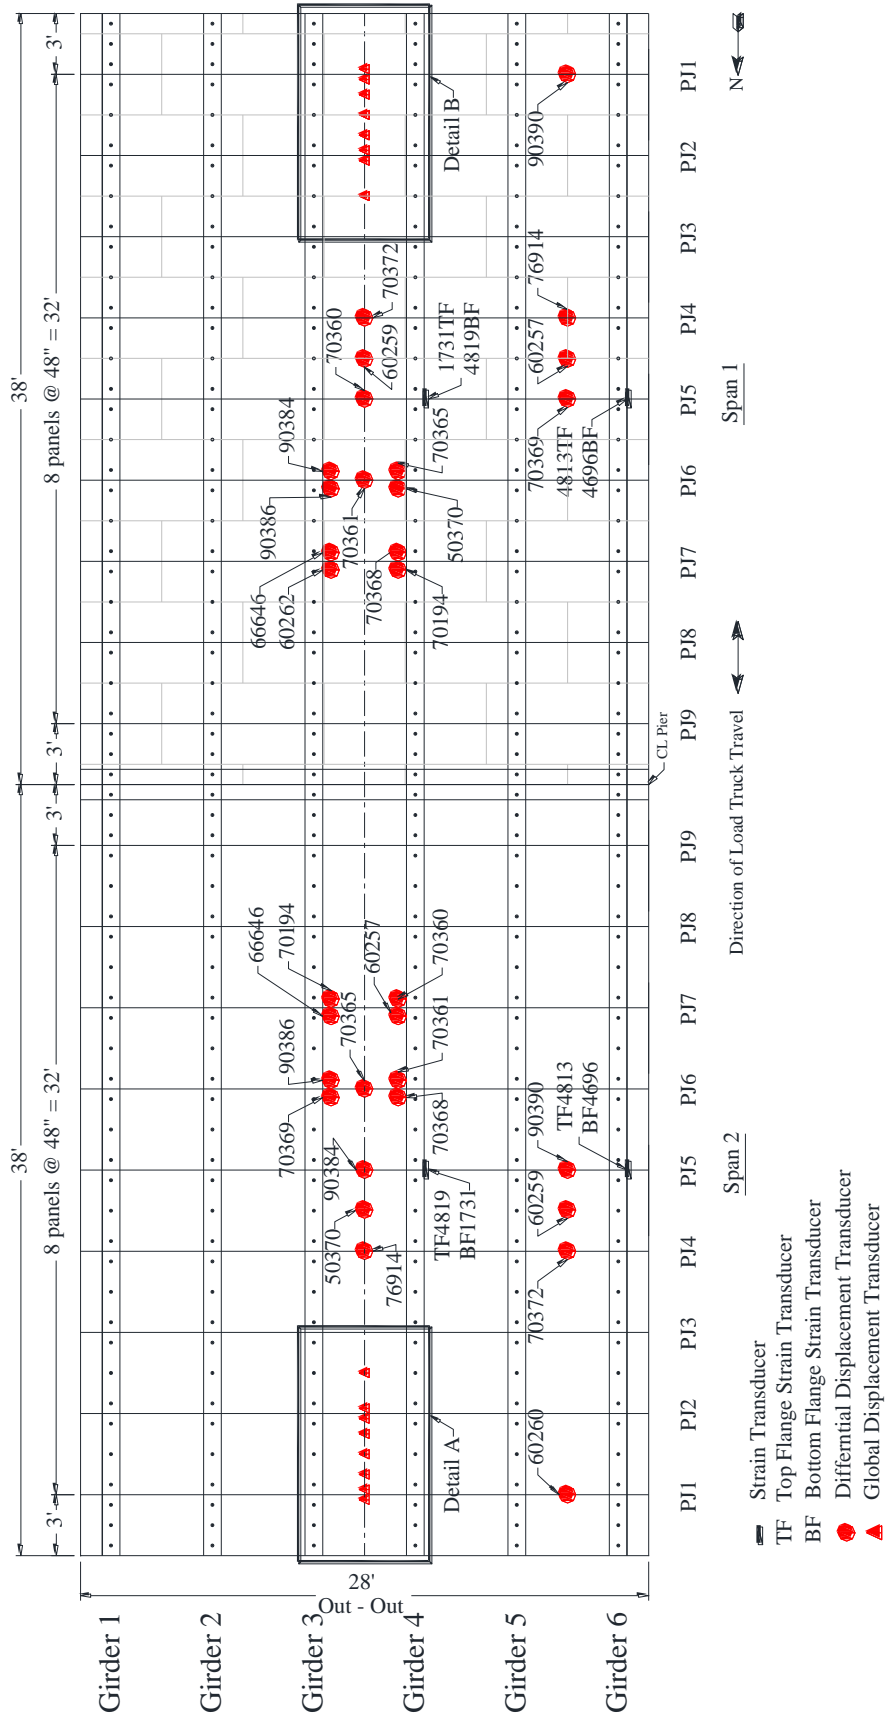 38'
38'
3'
8 panels @ 48" = 32'
3'
3'
8 panels @ 48" = 32'
3'
28'
Out - Out
Girder 1
Girder 2
Girder 3
Girder 4
Girder 5
Girder 6
66646
70194
90386
70369
70365
90384
50370
76914
60257
70360
70361
70368
TF4819
BF1731
90390
TF4813
BF4696
60259
70372
60260
Detail A
90384
90386
66646
60262
70360
70372
60259
70361
70368
70365
50370
70194
1731TF
4819BF
76914
60257
70369
4813TF
4696BF
90390
Detail B
CL Pier
PJ1
PJ2
PJ3
PJ4
PJ5
PJ6
PJ7
PJ8
PJ9
PJ9
PJ8
PJ7
PJ6
PJ5
PJ4
PJ3
PJ2
PJ1
Span 2
Direction of Load Truck Travel
Span 1
N
Strain Transducer
TF Top Flange Strain Transducer
BF Bottom Flange Strain Transducer
Differntial Displacement Transducer
Global Displacement Transducer